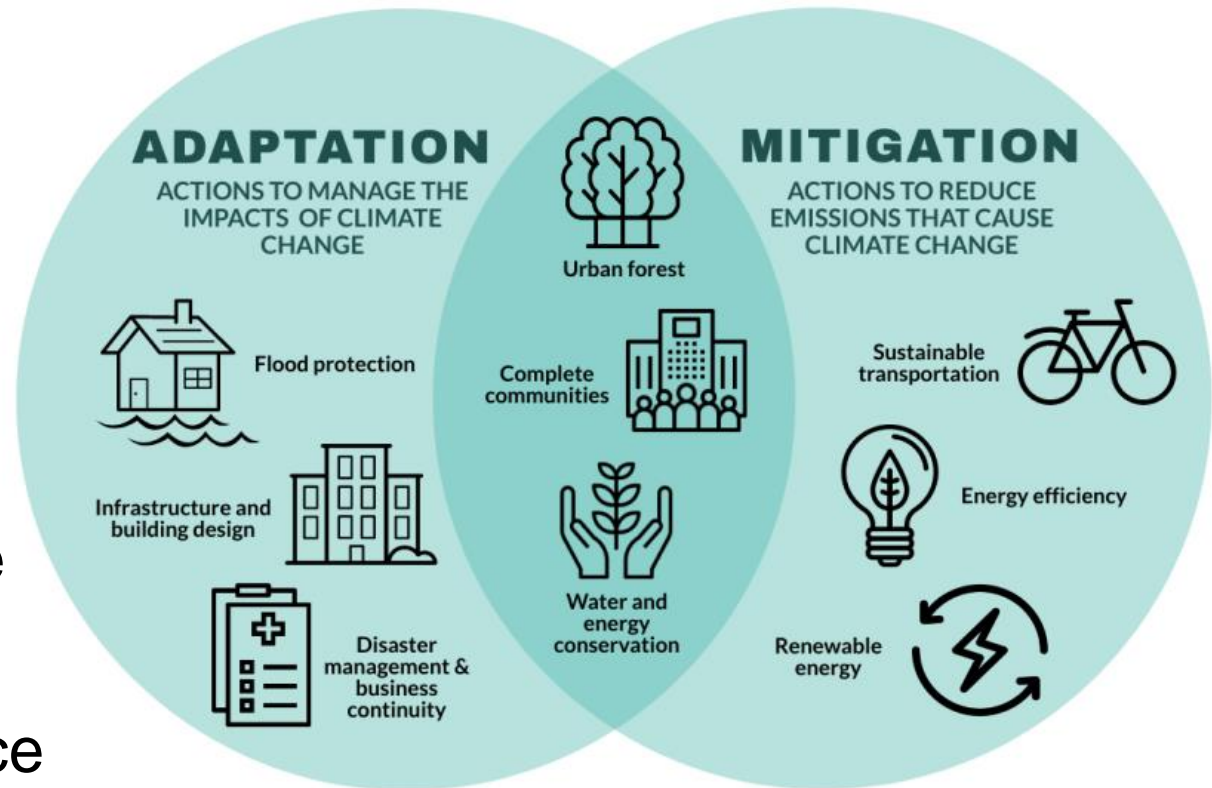 ADAPTATION
ACTIONS TO MANAGE THE
IMPACTS OF CLIMATE
CHANGE
Flood protection
Infrastructure and
building design
Disaster
management &
business
continuity
Urban forest
Complete
communities
Water and
energy
conservation
MITIGATION
ACTIONS TO REDUCE
EMISSIONS THAT CAUSE
CLIMATE CHANGE
Sustainable
transportation
Energy efficiency
Renewable
energy